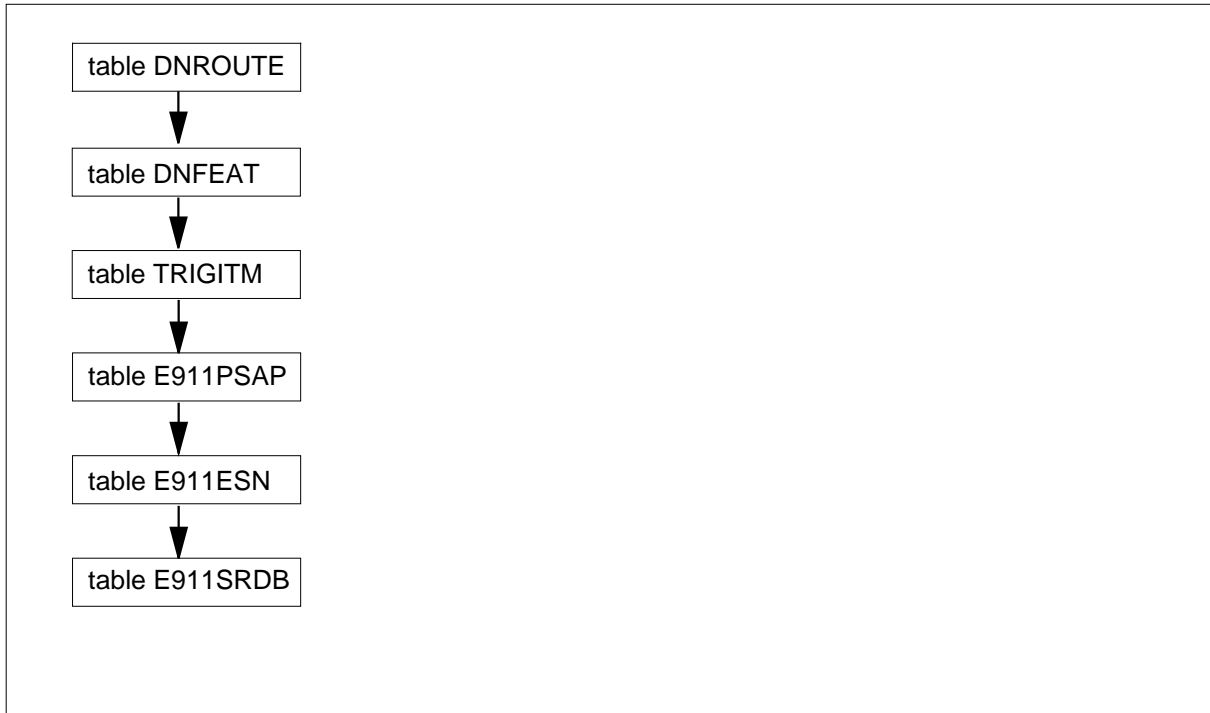 table DNROUTE
table DNFEAT
table TRIGITM
table E911PSAP
table E911ESN
table E911SRDB